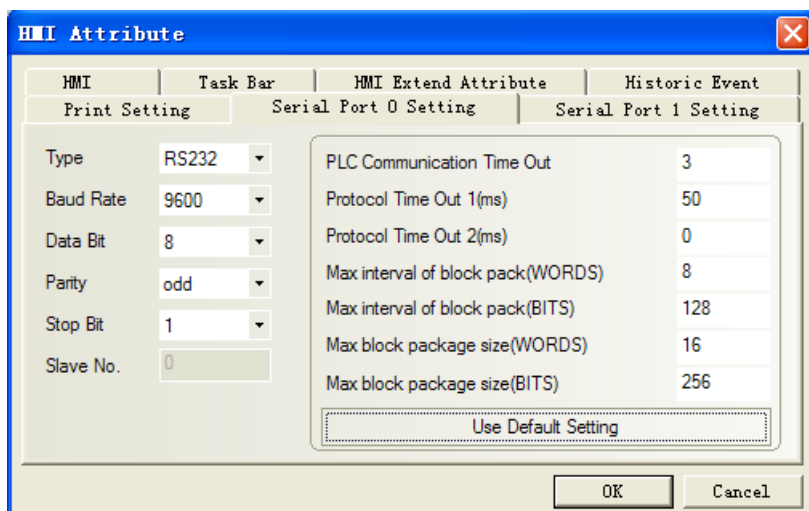 HMI Attribute
HMI Task Bar HMI Extend Attribute Historic Event
Print Setting Serial Port 0 Setting Serial Port 1 Setting
Type RS232
Baud Rate 9600
Data Bit 8
Parity odd
Stop Bit 1
Slave No. 0
PLC Communication Time Out 3
Protocol Time Out 1(ms) 50
Protocol Time Out 2(ms) 0
Max interval of block pack(WORDS) 8
Max interval of block pack(BITS) 128
Max block package size(WORDS) 16
Max block package size(BITS) 256
Use Default Setting
OK Cancel